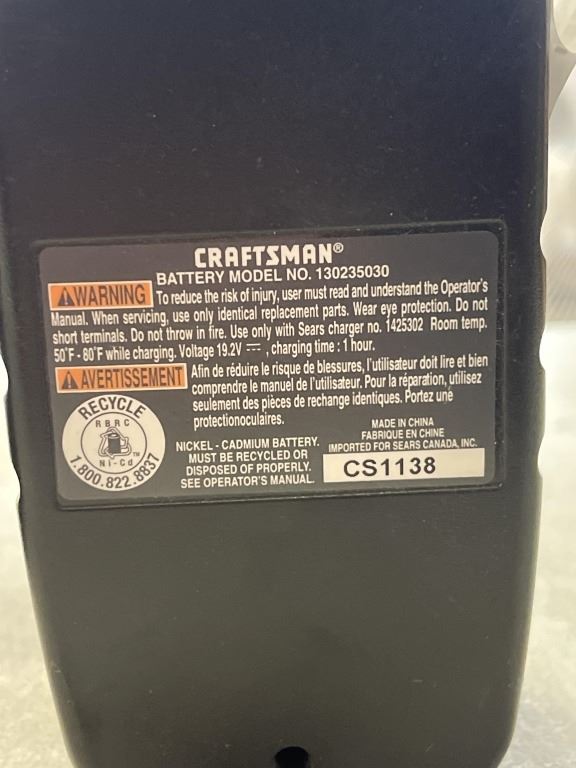 CRAFTSMAN®
BATTERY MODEL NO. 130235030
WARNING To reduce the risk of injury, user must read and understand the Operator's
Manual. When servicing, use only identical replacement parts. Wear eye protection. Do not
short terminals. Do not throw in fire. Use only with Sears charger no. 1425302 Room temp.
50°F - 80°F while charging. Voltage 19.2V ⎓, charging time : 1 hour.
AVERTISSEMENT Afin de réduire le risque de blessures, l'utilisateur doit lire et bien
comprendre le manuel de l'utilisateur. Pour la réparation, utilisez
seulement des pièces de rechange identiques. Portez une
protectionoculaires.
RECYCLE
RBRC
Ni-Cd
TM
1.800.822.8837
NICKEL - CADMIUM BATTERY.
MUST BE RECYCLED OR
DISPOSED OF PROPERLY.
SEE OPERATOR'S MANUAL.
MADE IN CHINA
FABRIQUE EN CHINE
IMPORTED FOR SEARS CANADA, INC.
CS1138